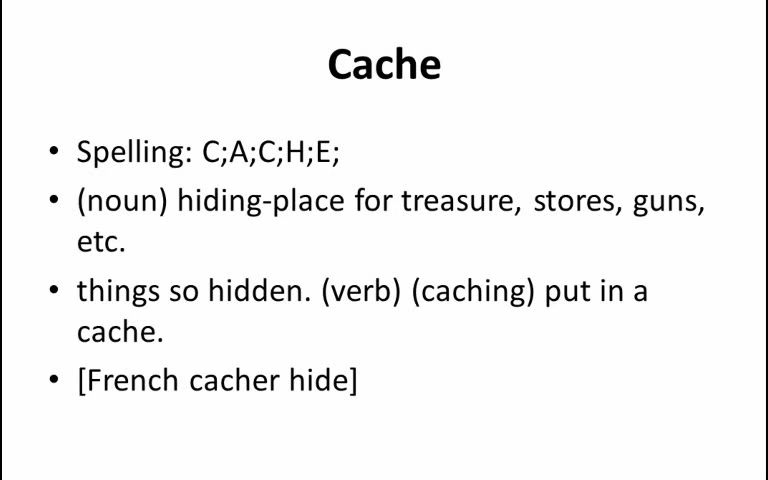 Cache
• Spelling: C;A;C;H;E;
• (noun) hiding-place for treasure, stores, guns,
etc.
• things so hidden. (verb) (caching) put in a
cache.
• [French cacher hide]